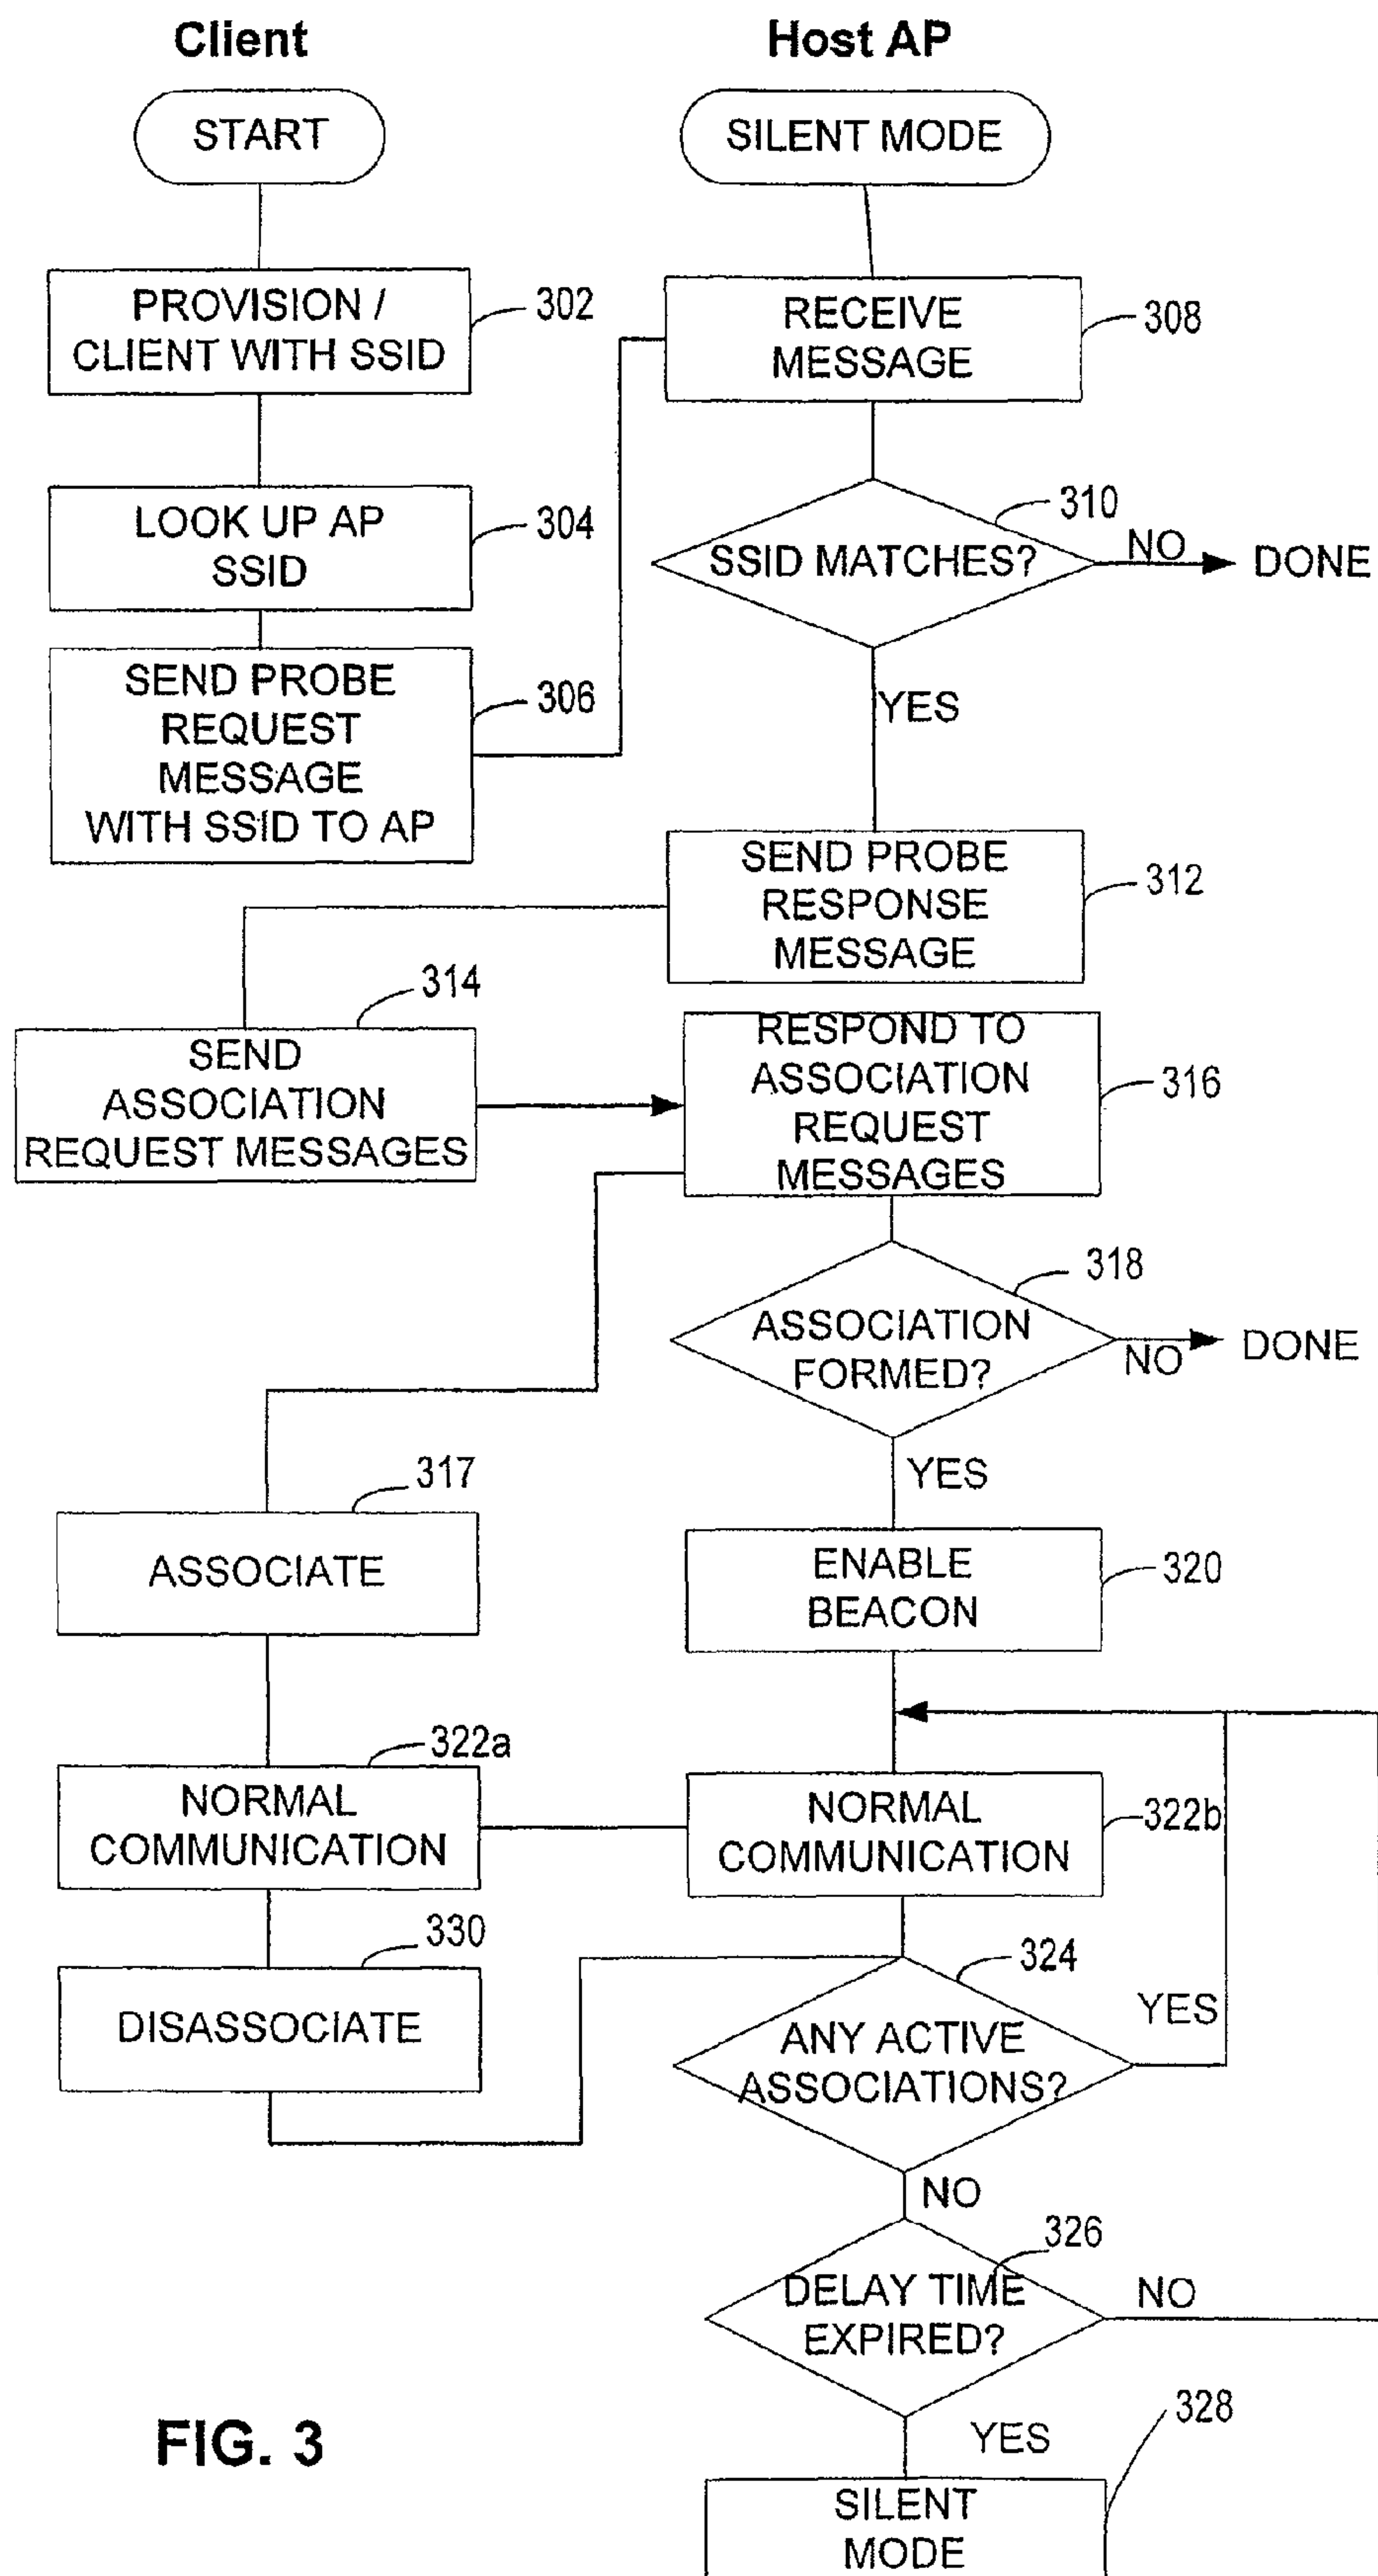 Client
Host AP
START
SILENT MODE
PROVISION /
CLIENT WITH SSID
302
RECEIVE
MESSAGE
308
LOOK UP AP
SSID
304
SSID MATCHES?
310
NO
DONE
SEND PROBE
REQUEST
MESSAGE
WITH SSID TO AP
306
YES
SEND PROBE
RESPONSE
MESSAGE
312
314
SEND
ASSOCIATION
REQUEST MESSAGES
RESPOND TO
ASSOCIATION
REQUEST
MESSAGES
316
318
ASSOCIATION
FORMED?
NO
DONE
YES
317
ASSOCIATE
ENABLE
BEACON
320
322a
NORMAL
COMMUNICATION
NORMAL
COMMUNICATION
322b
330
DISASSOCIATE
324
ANY ACTIVE
ASSOCIATIONS?
YES
NO
326
DELAY TIME
EXPIRED?
NO
YES
328
SILENT
MODE
FIG. 3